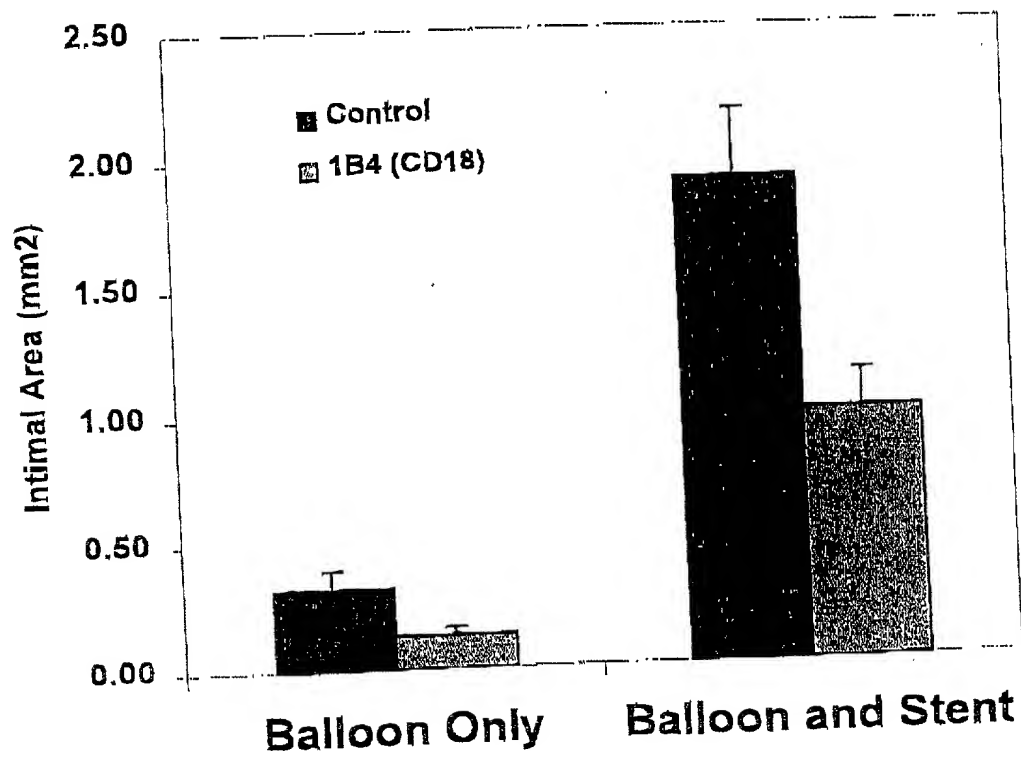 2.50
Control
1B4 (CD18)
2.00
1.50
1.00
0.50
0.00
Intimal Area (mm2)
Balloon Only
Balloon and Stent